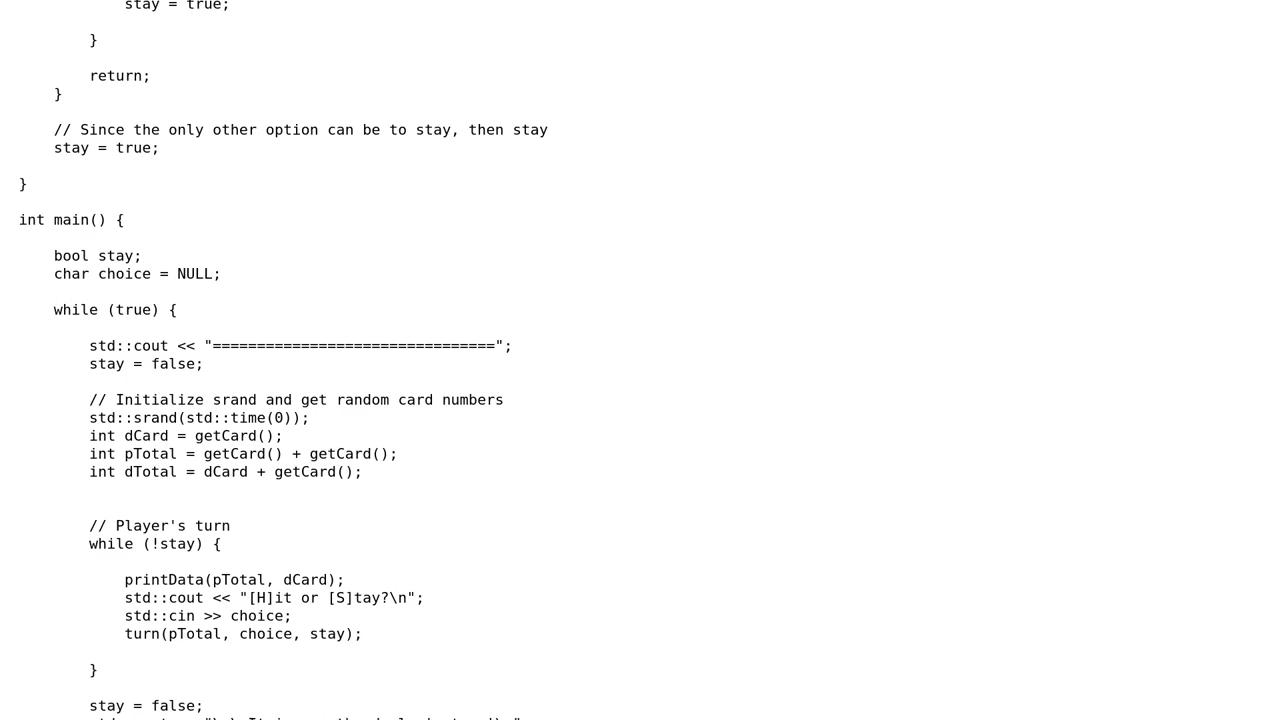 stay = true;
}
return;
}
// Since the only other option can be to stay, then stay
stay = true;
}
int main() {
bool stay;
char choice = NULL;
while (true) {
std::cout << "================================";
stay = false;
// Initialize srand and get random card numbers
std::srand(std::time(0));
int dCard = getCard();
int pTotal = getCard() + getCard();
int dTotal = dCard + getCard();
// Player's turn
while (!stay) {
printData(pTotal, dCard);
std::cout << "[H]it or [S]tay?\n";
std::cin >> choice;
turn(pTotal, choice, stay);
}
stay = false;